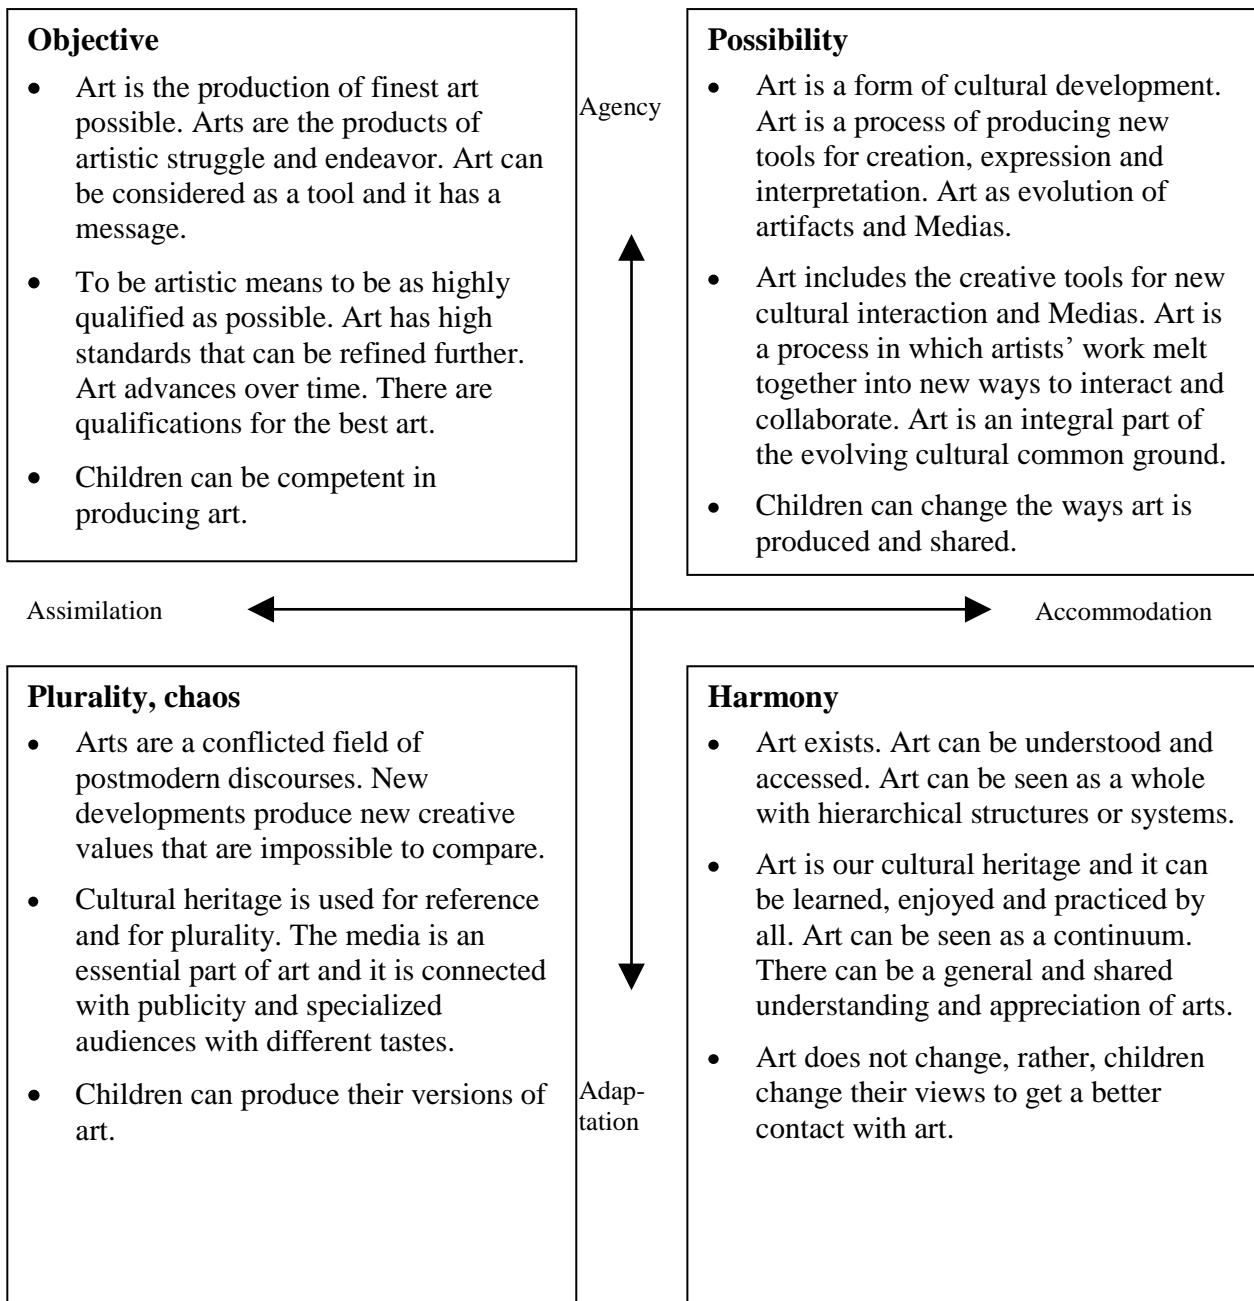 Objective
• Art is the production of finest art
possible. Arts are the products of
artistic struggle and endeavor. Art can
be considered as a tool and it has a
message.
• To be artistic means to be as highly
qualified as possible. Art has high
standards that can be refined further.
Art advances over time. There are
qualifications for the best art.
• Children can be competent in
producing art.
Agency
Possibility
• Art is a form of cultural development.
Art is a process of producing new
tools for creation, expression and
interpretation. Art as evolution of
artifacts and Medias.
• Art includes the creative tools for new
cultural interaction and Medias. Art is
a process in which artists’ work melt
together into new ways to interact and
collaborate. Art is an integral part of
the evolving cultural common ground.
• Children can change the ways art is
produced and shared.
Assimilation
Accommodation
Plurality, chaos
• Arts are a conflicted field of
postmodern discourses. New
developments produce new creative
values that are impossible to compare.
• Cultural heritage is used for reference
and for plurality. The media is an
essential part of art and it is connected
with publicity and specialized
audiences with different tastes.
• Children can produce their versions of
art.
Adap-
tation
Harmony
• Art exists. Art can be understood and
accessed. Art can be seen as a whole
with hierarchical structures or systems.
• Art is our cultural heritage and it can
be learned, enjoyed and practiced by
all. Art can be seen as a continuum.
There can be a general and shared
understanding and appreciation of arts.
• Art does not change, rather, children
change their views to get a better
contact with art.